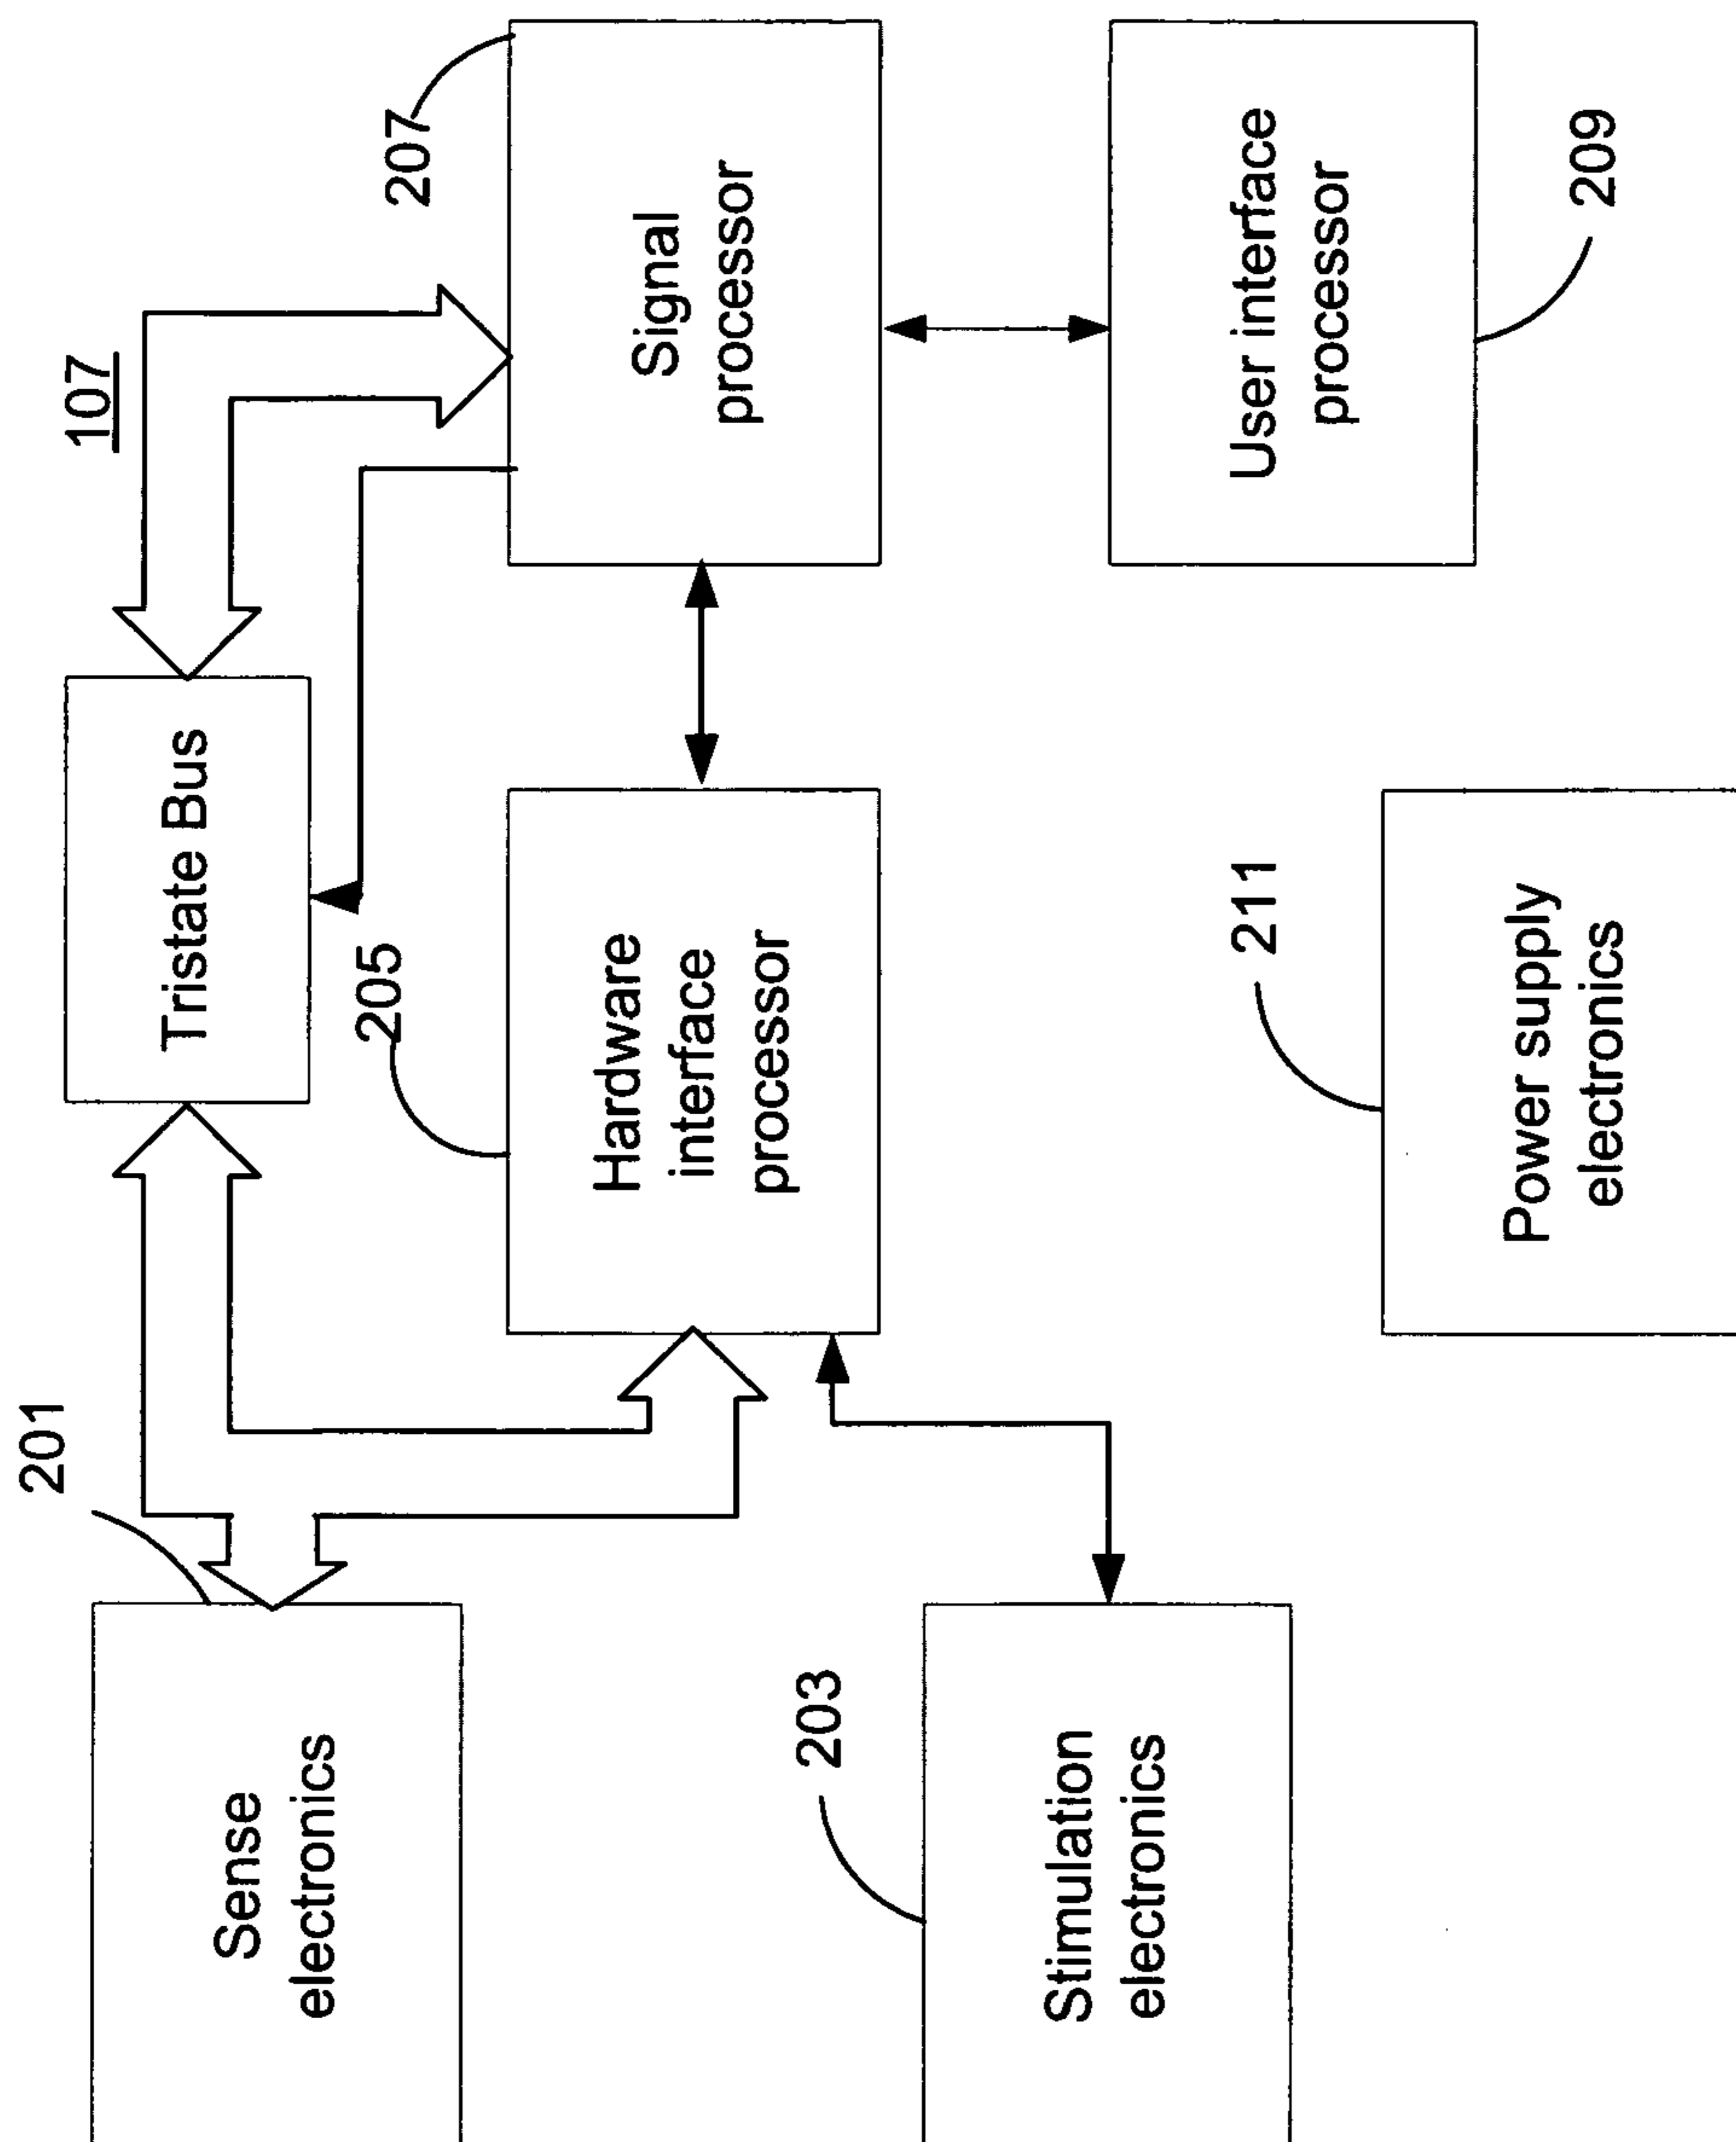 107
201
Sense
electronics
Tristate Bus
207
205
Hardware
interface
processor
Signal
processor
203
Stimulation
electronics
211
Power supply
electronics
User interface
processor
209